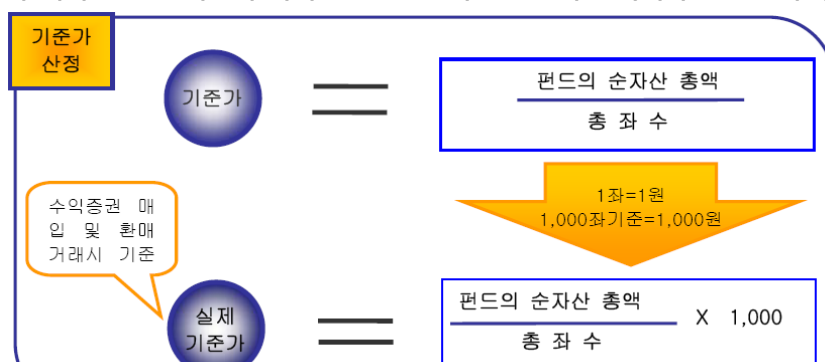 기준가
산정
기준가
펀드의 순자산 총액
총 좌 수
1좌=1원
1,000좌기준=1,000원
수익증권 매
입 및 환매
거래시 기준
실제
기준가
펀드의 순자산 총액
총 좌 수
X 1,000